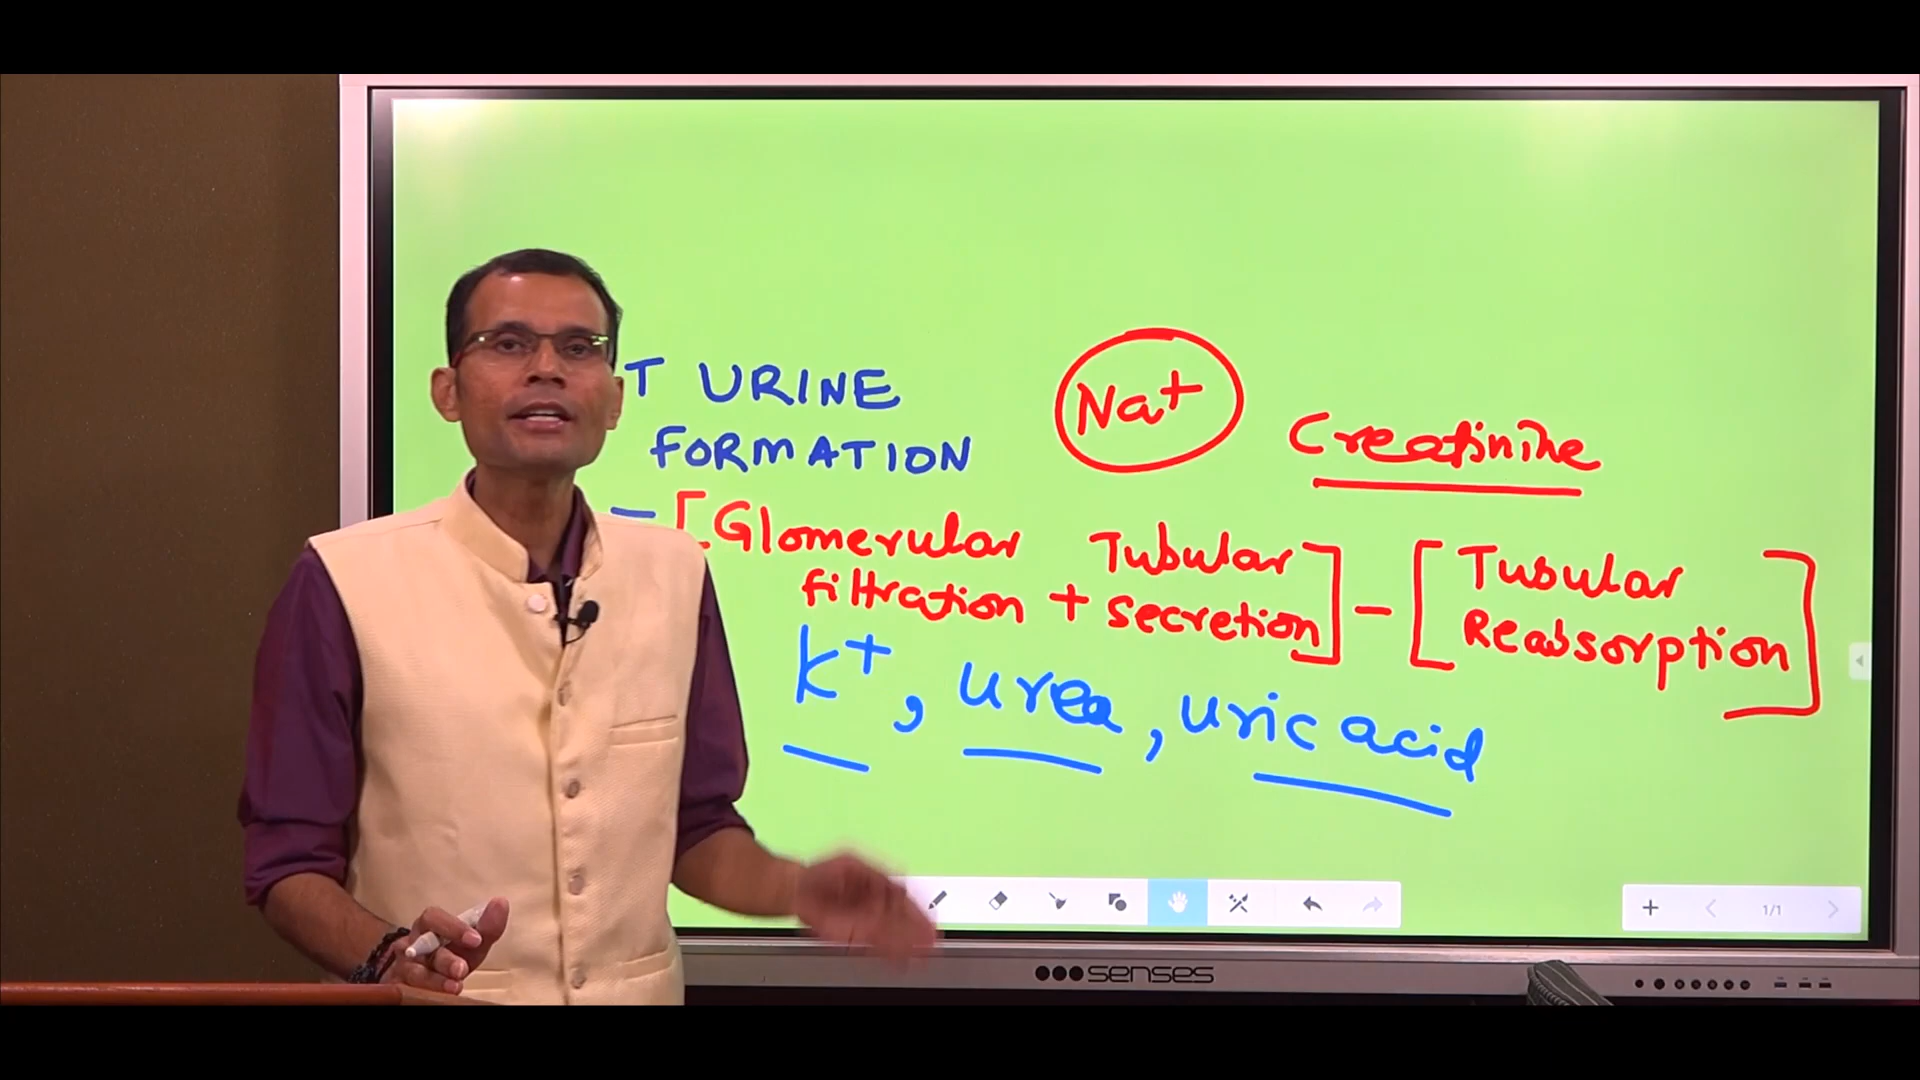 T URINE
FORMATION
Na+
Creatinine
- [Glomerular filtration + Tubular secretion] - [Tubular Reabsorption]
K+, urea, uric acid
1/1
senses